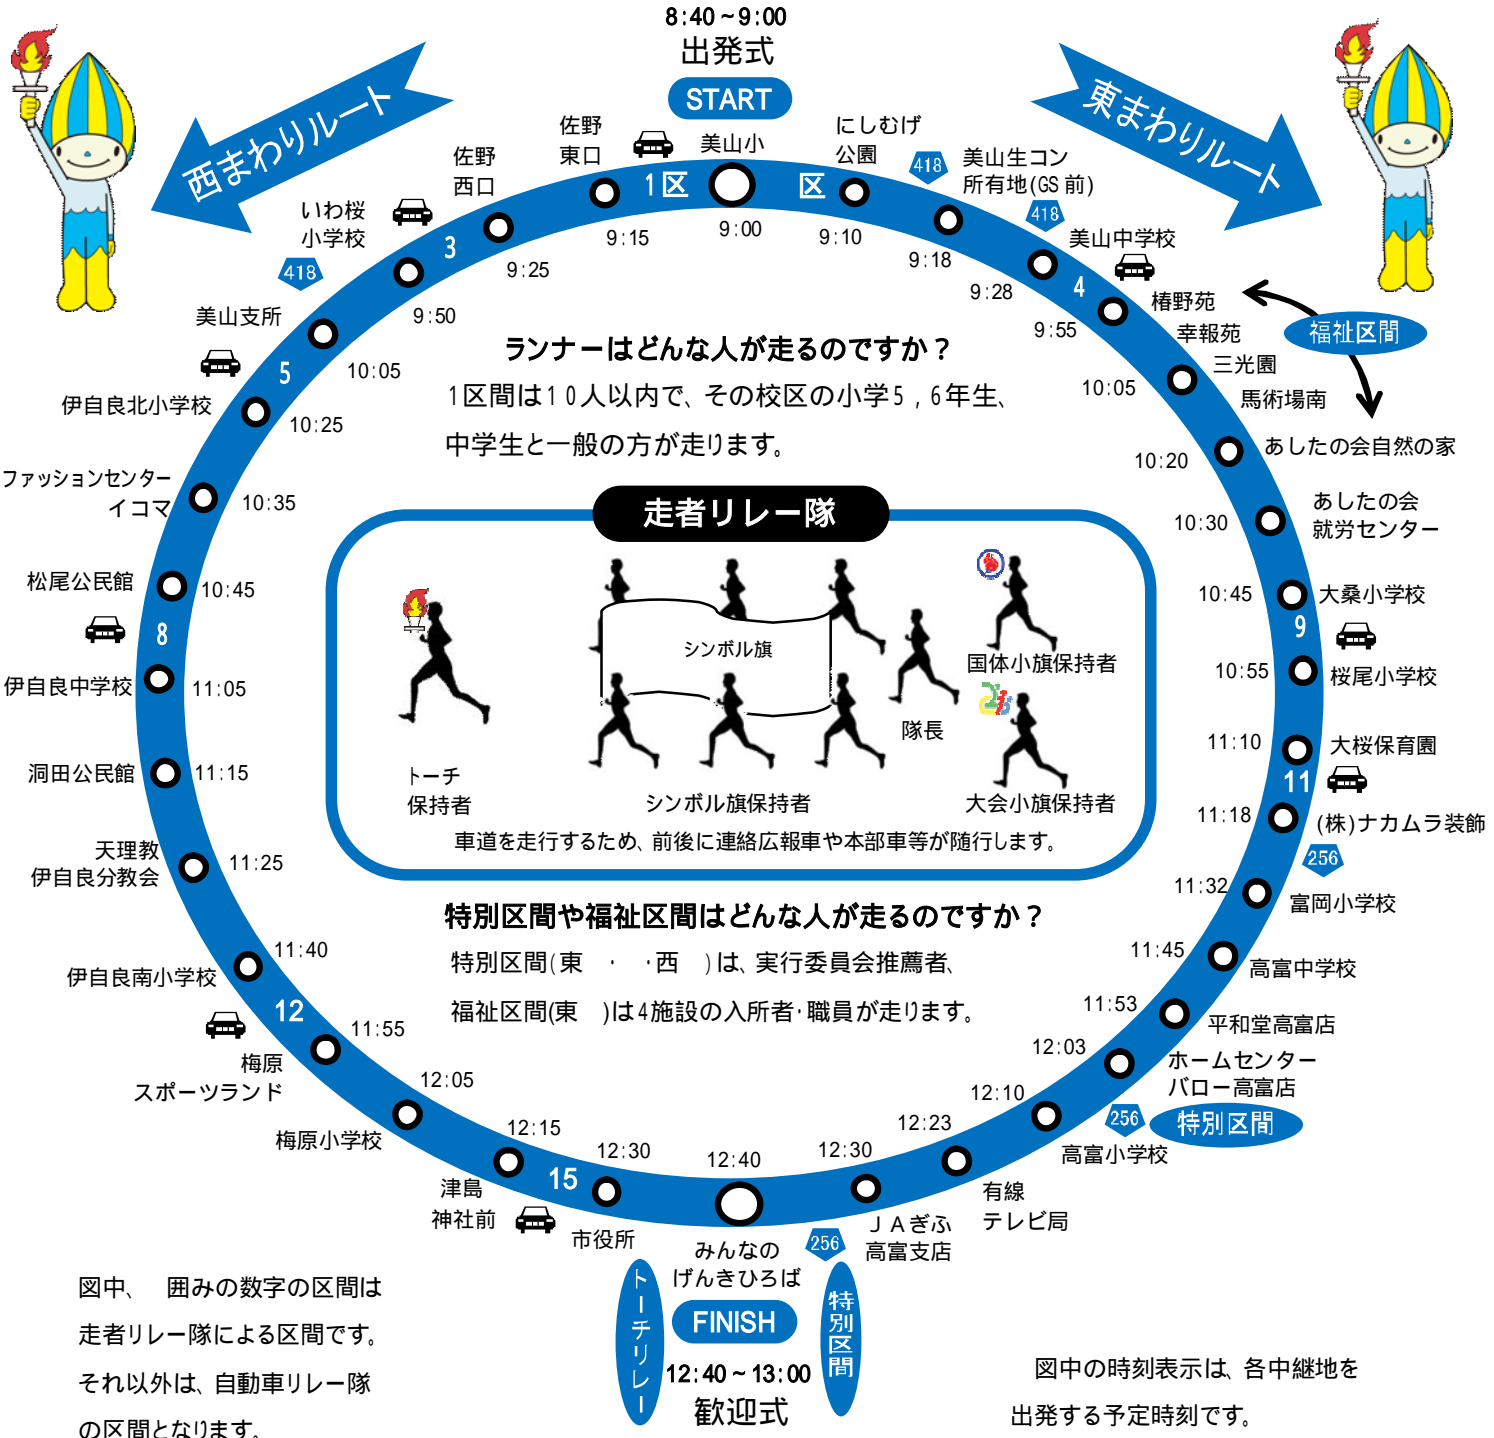 8:40~9:00
出発式
START
美山小
西まわりルート
東まわりルート
佐野
東口
佐野
西口
いわ桜
小学校
418
美山支所
伊自良北小学校
ファッションセンター
イコマ
松尾公民館
伊自良中学校
洞田公民館
天理教
伊自良分教会
伊自良南小学校
梅原
スポーツランド
梅原小学校
津島
神社前
市役所
1区
3
5
8
12
15
9:00
9:15
9:25
9:50
10:05
10:25
10:35
10:45
11:05
11:15
11:25
11:40
11:55
12:05
12:15
12:30
12:40
にしむげ
公園
418
美山生コン
所有地(GS前)
418
美山中学校
椿野苑
幸報苑
三光園
馬術場南
福祉区間
あしたの会自然の家
あしたの会
就労センター
大桑小学校
桜尾小学校
大桜保育園
(株)ナカムラ装飾
256
富岡小学校
高富中学校
平和堂高富店
ホームセンター
バロー高富店
256
特別区間
高富小学校
有線
テレビ局
JAぎふ
高富支店
256
区
4
9
11
9:10
9:18
9:28
9:55
10:05
10:20
10:30
10:45
10:55
11:10
11:18
11:32
11:45
11:53
12:03
12:10
12:23
12:30
ランナーはどんな人が走るのですか?
1区間は10人以内で、その校区の小学5,6年生、
中学生と一般の方が走ります。
走者リレー隊
シンボル旗
国体小旗保持者
隊長
トーチ
保持者
シンボル旗保持者
大会小旗保持者
車道を走行するため、前後に連絡広報車や本部車等が随行します。
特別区間や福祉区間はどんな人が走るのですか?
特別区間(東 ・ ・西 )は、実行委員会推薦者、
福祉区間(東 )は4施設の入所者・職員が走ります。
みんなの
げんきひろば
FINISH
12:40~13:00
歓迎式
トーチリレー
特別区間
図中、 囲みの数字の区間は
走者リレー隊による区間です。
それ以外は、自動車リレー隊
の区間となります。
図中の時刻表示は、各中継地を
出発する予定時刻です。